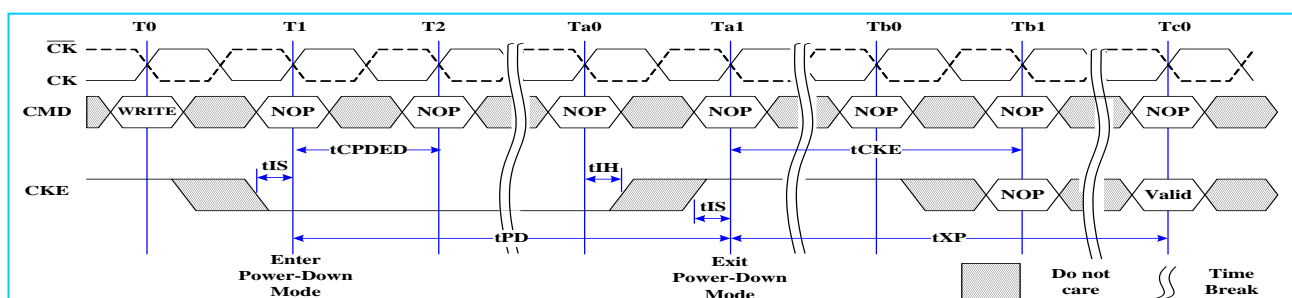 T0 T1 T2 Ta0 Ta1 Tb0 Tb1 Tc0
CK
CK
CMD WRITE NOP NOP NOP NOP NOP NOP NOP
tCPDED tCKE
tIS tIH
CKE NOP Valid
tIS
tPD tXP
Enter
Power-Down
Mode
Exit
Power-Down
Mode
Do not
care
Time
Break